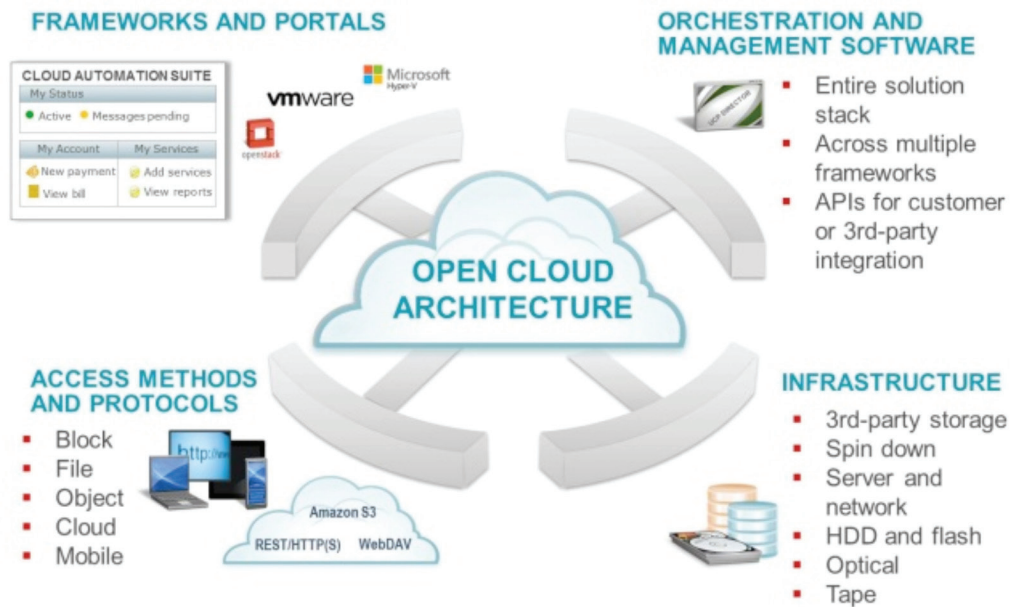 FRAMEWORKS AND PORTALS
CLOUD AUTOMATION SUITE
My Status
Active
Messages pending
My Account
My Services
New payment
Add services
View bill
View reports
openstack
vmware
Microsoft
Hyper-V
ORCHESTRATION AND
MANAGEMENT SOFTWARE
UCP DIRECTOR
Entire solution
stack
Across multiple
frameworks
APIs for customer
or 3rd-party
integration
OPEN CLOUD
ARCHITECTURE
ACCESS METHODS
AND PROTOCOLS
Block
File
Object
Cloud
Mobile
Amazon S3
REST/HTTP(S)
WebDAV
INFRASTRUCTURE
3rd-party storage
Spin down
Server and
network
HDD and flash
Optical
Tape